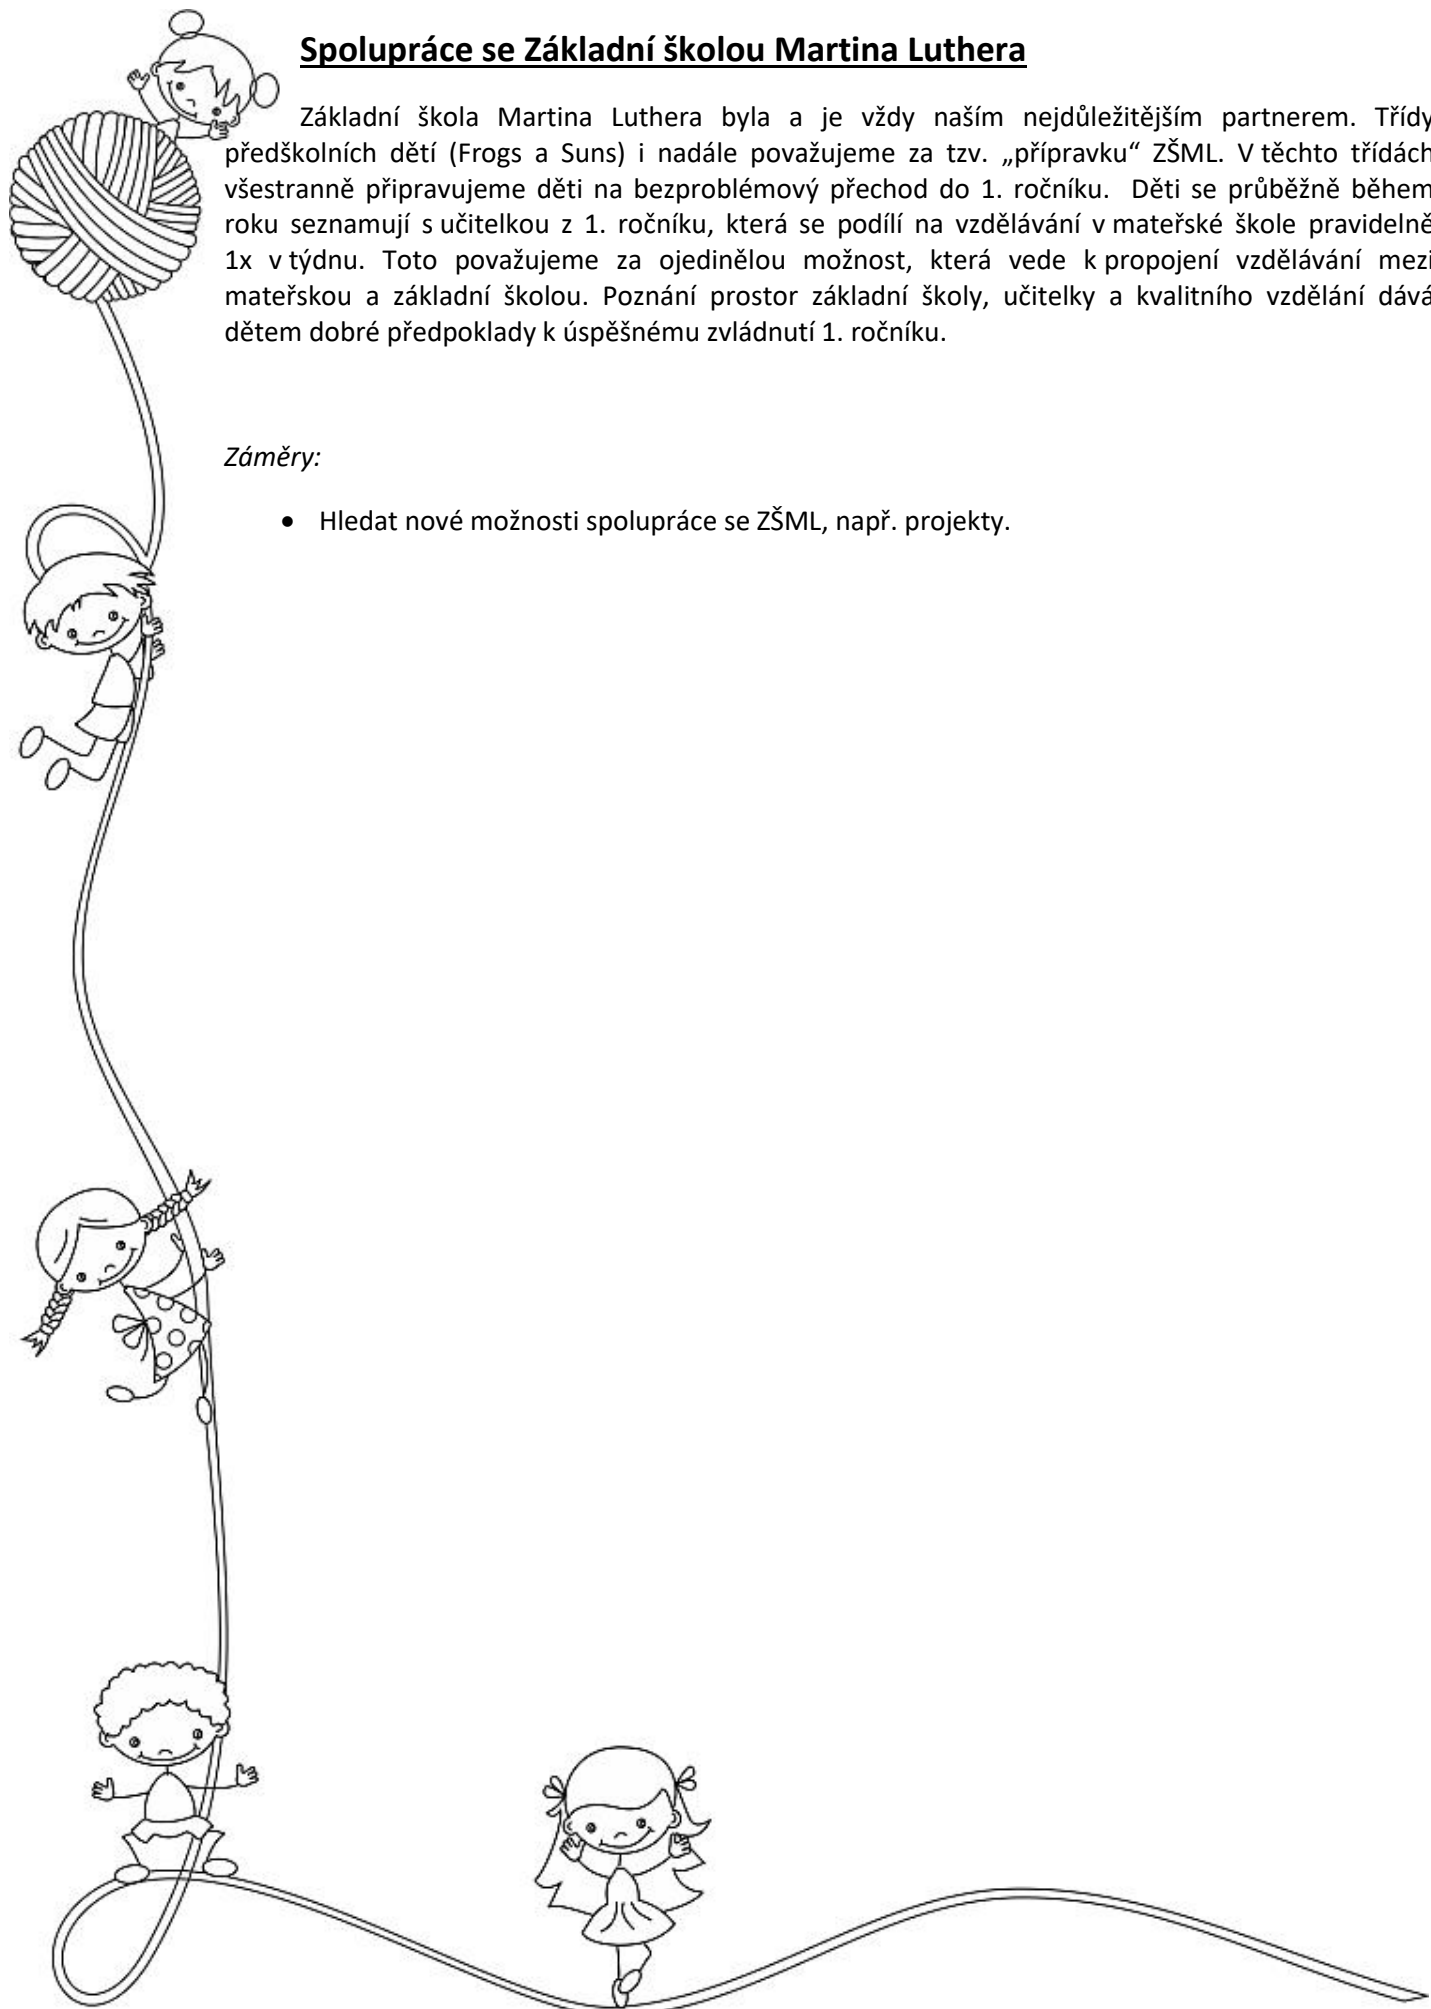 Spolupráce se Základní školou Martina Luthera
Základní škola Martina Luthera byla a je vždy naším nejdůležitějším partnerem. Třídy
předškolních dětí (Frogs a Suns) i nadále považujeme za tzv. „přípravku“ ZŠML. V těchto třídách
všestranně připravujeme děti na bezproblémový přechod do 1. ročníku. Děti se průběžně během
roku seznamují s učitelkou z 1. ročníku, která se podílí na vzdělávání v mateřské škole pravidelně
1x v týdnu. Toto považujeme za ojedinělou možnost, která vede k propojení vzdělávání mezi
mateřskou a základní školou. Poznání prostor základní školy, učitelky a kvalitního vzdělání dává
dětem dobré předpoklady k úspěšnému zvládnutí 1. ročníku.
Záměry:
• Hledat nové možnosti spolupráce se ZŠML, např. projekty.